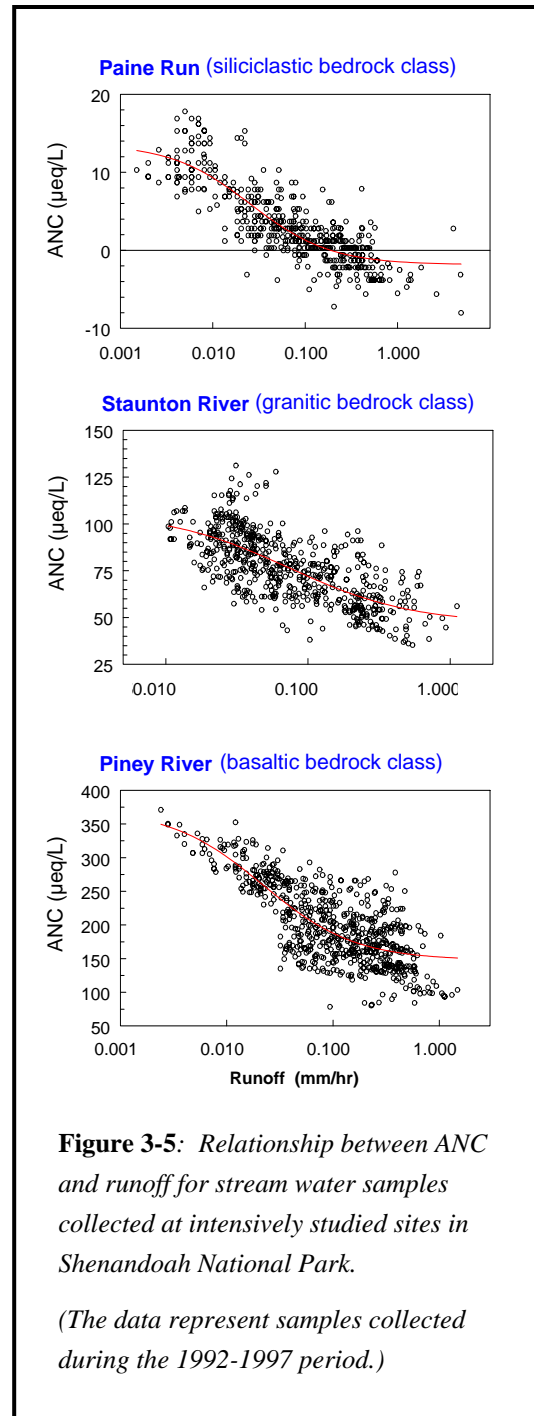 Paine Run (siliciclastic bedrock class)
20
10
0
-10
ANC (µeq/L)
0.001 0.010 0.100 1.000
Staunton River (granitic bedrock class)
150
125
100
75
50
25
ANC (µeq/L)
0.010 0.100 1.000
Piney River (basaltic bedrock class)
400
350
300
250
200
150
100
50
ANC (µeq/L)
0.001 0.010 0.100 1.000
Runoff (mm/hr)
Figure 3-5: Relationship between ANC
and runoff for stream water samples
collected at intensively studied sites in
Shenandoah National Park.
(The data represent samples collected
during the 1992-1997 period.)